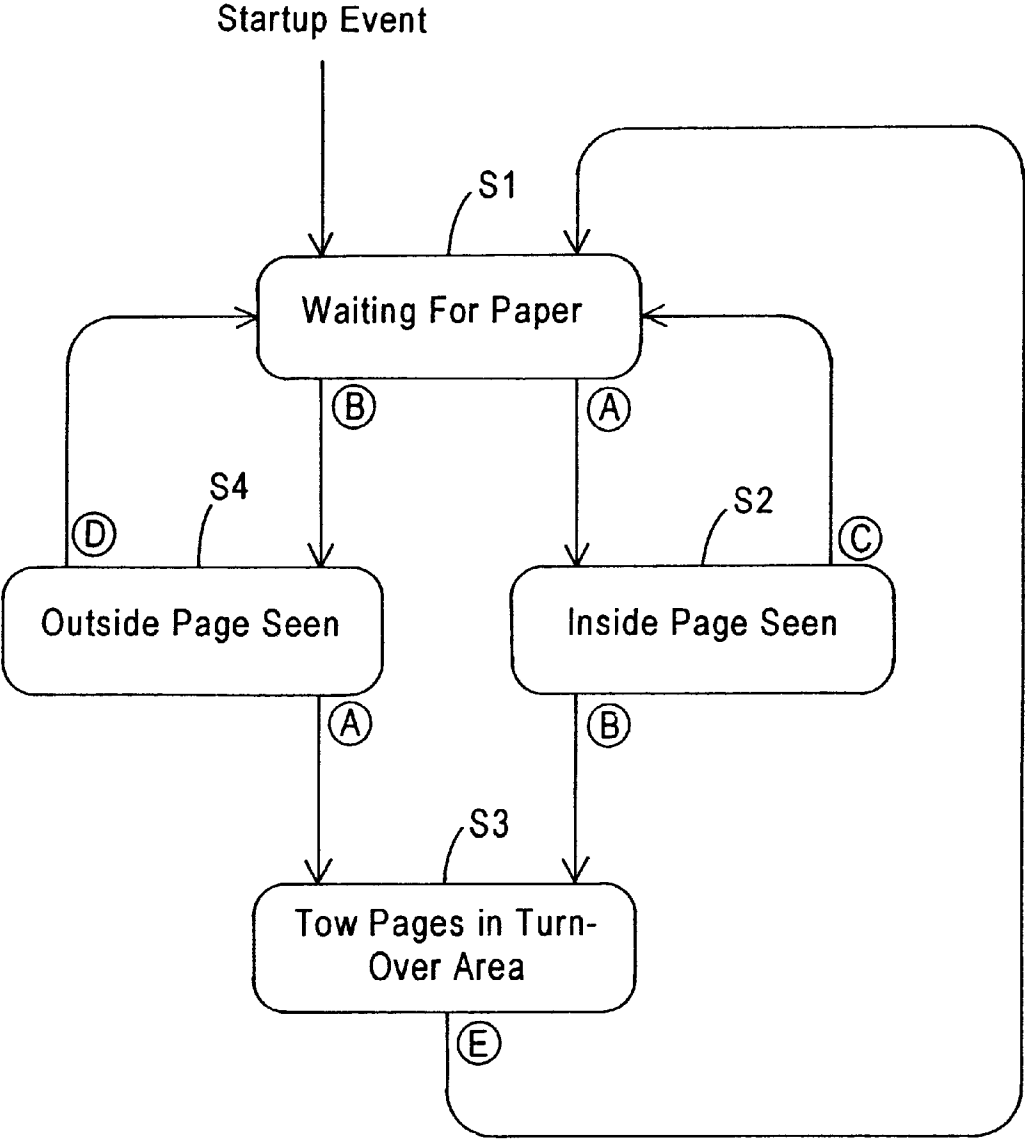 Startup Event
S1
Waiting For Paper
B
A
S4
S2
D
C
Outside Page Seen
Inside Page Seen
A
B
S3
Tow Pages in Turn-
Over Area
E